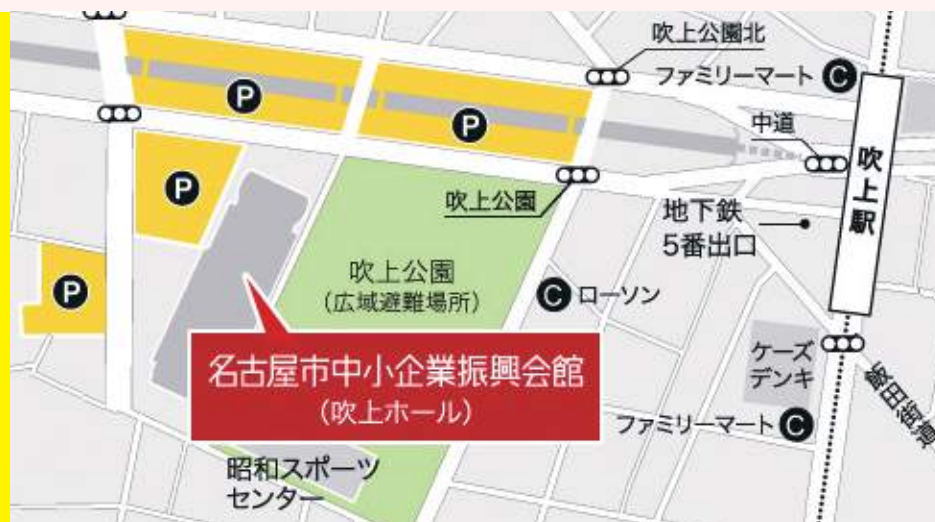 吹上公園北
ファミリーマート C
P
P
中道
吹上駅
P
吹上公園
地下鉄
5番出口
吹上公園
(広域避難場所)
P
C ローソン
名古屋市中小企業振興会館
(吹上ホール)
ケーズ
デンキ
飯田街道
ファミリーマート C
昭和スポーツ
センター